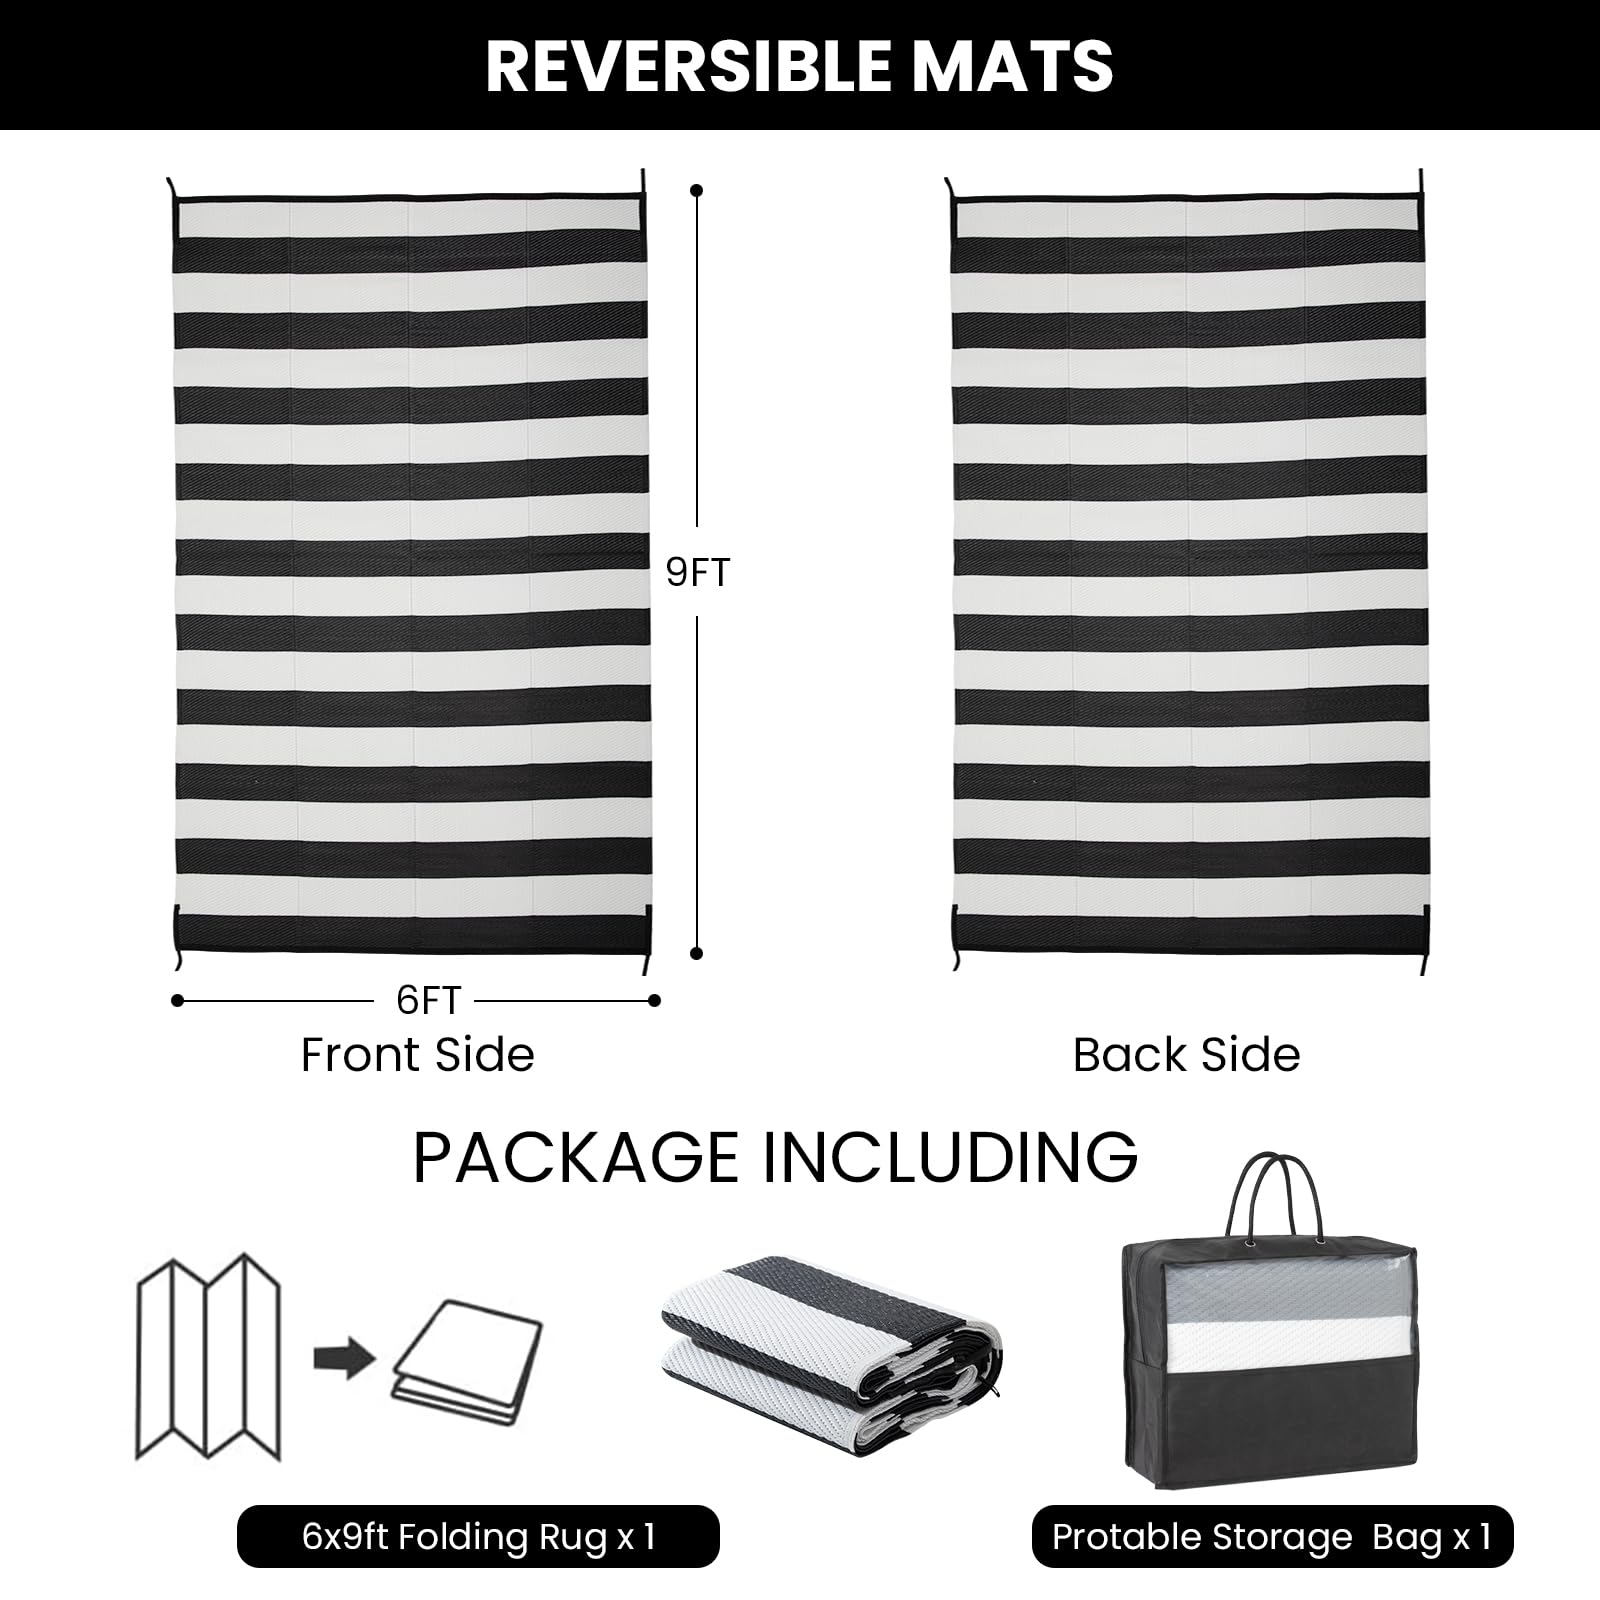 REVERSIBLE MATS
9FT
6FT
Front Side
Back Side
PACKAGE INCLUDING
6x9ft Folding Rug x 1
Protable Storage Bag x 1